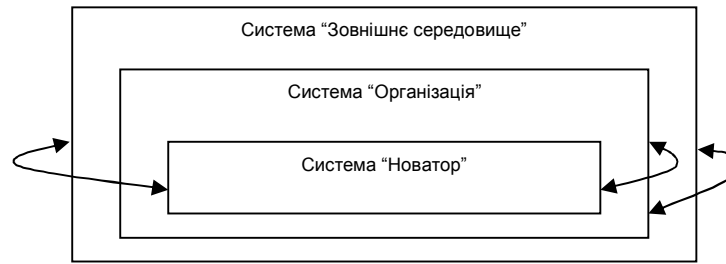 Система “Зовнішнє середовище”
Система “Організація”
Система “Новатор”